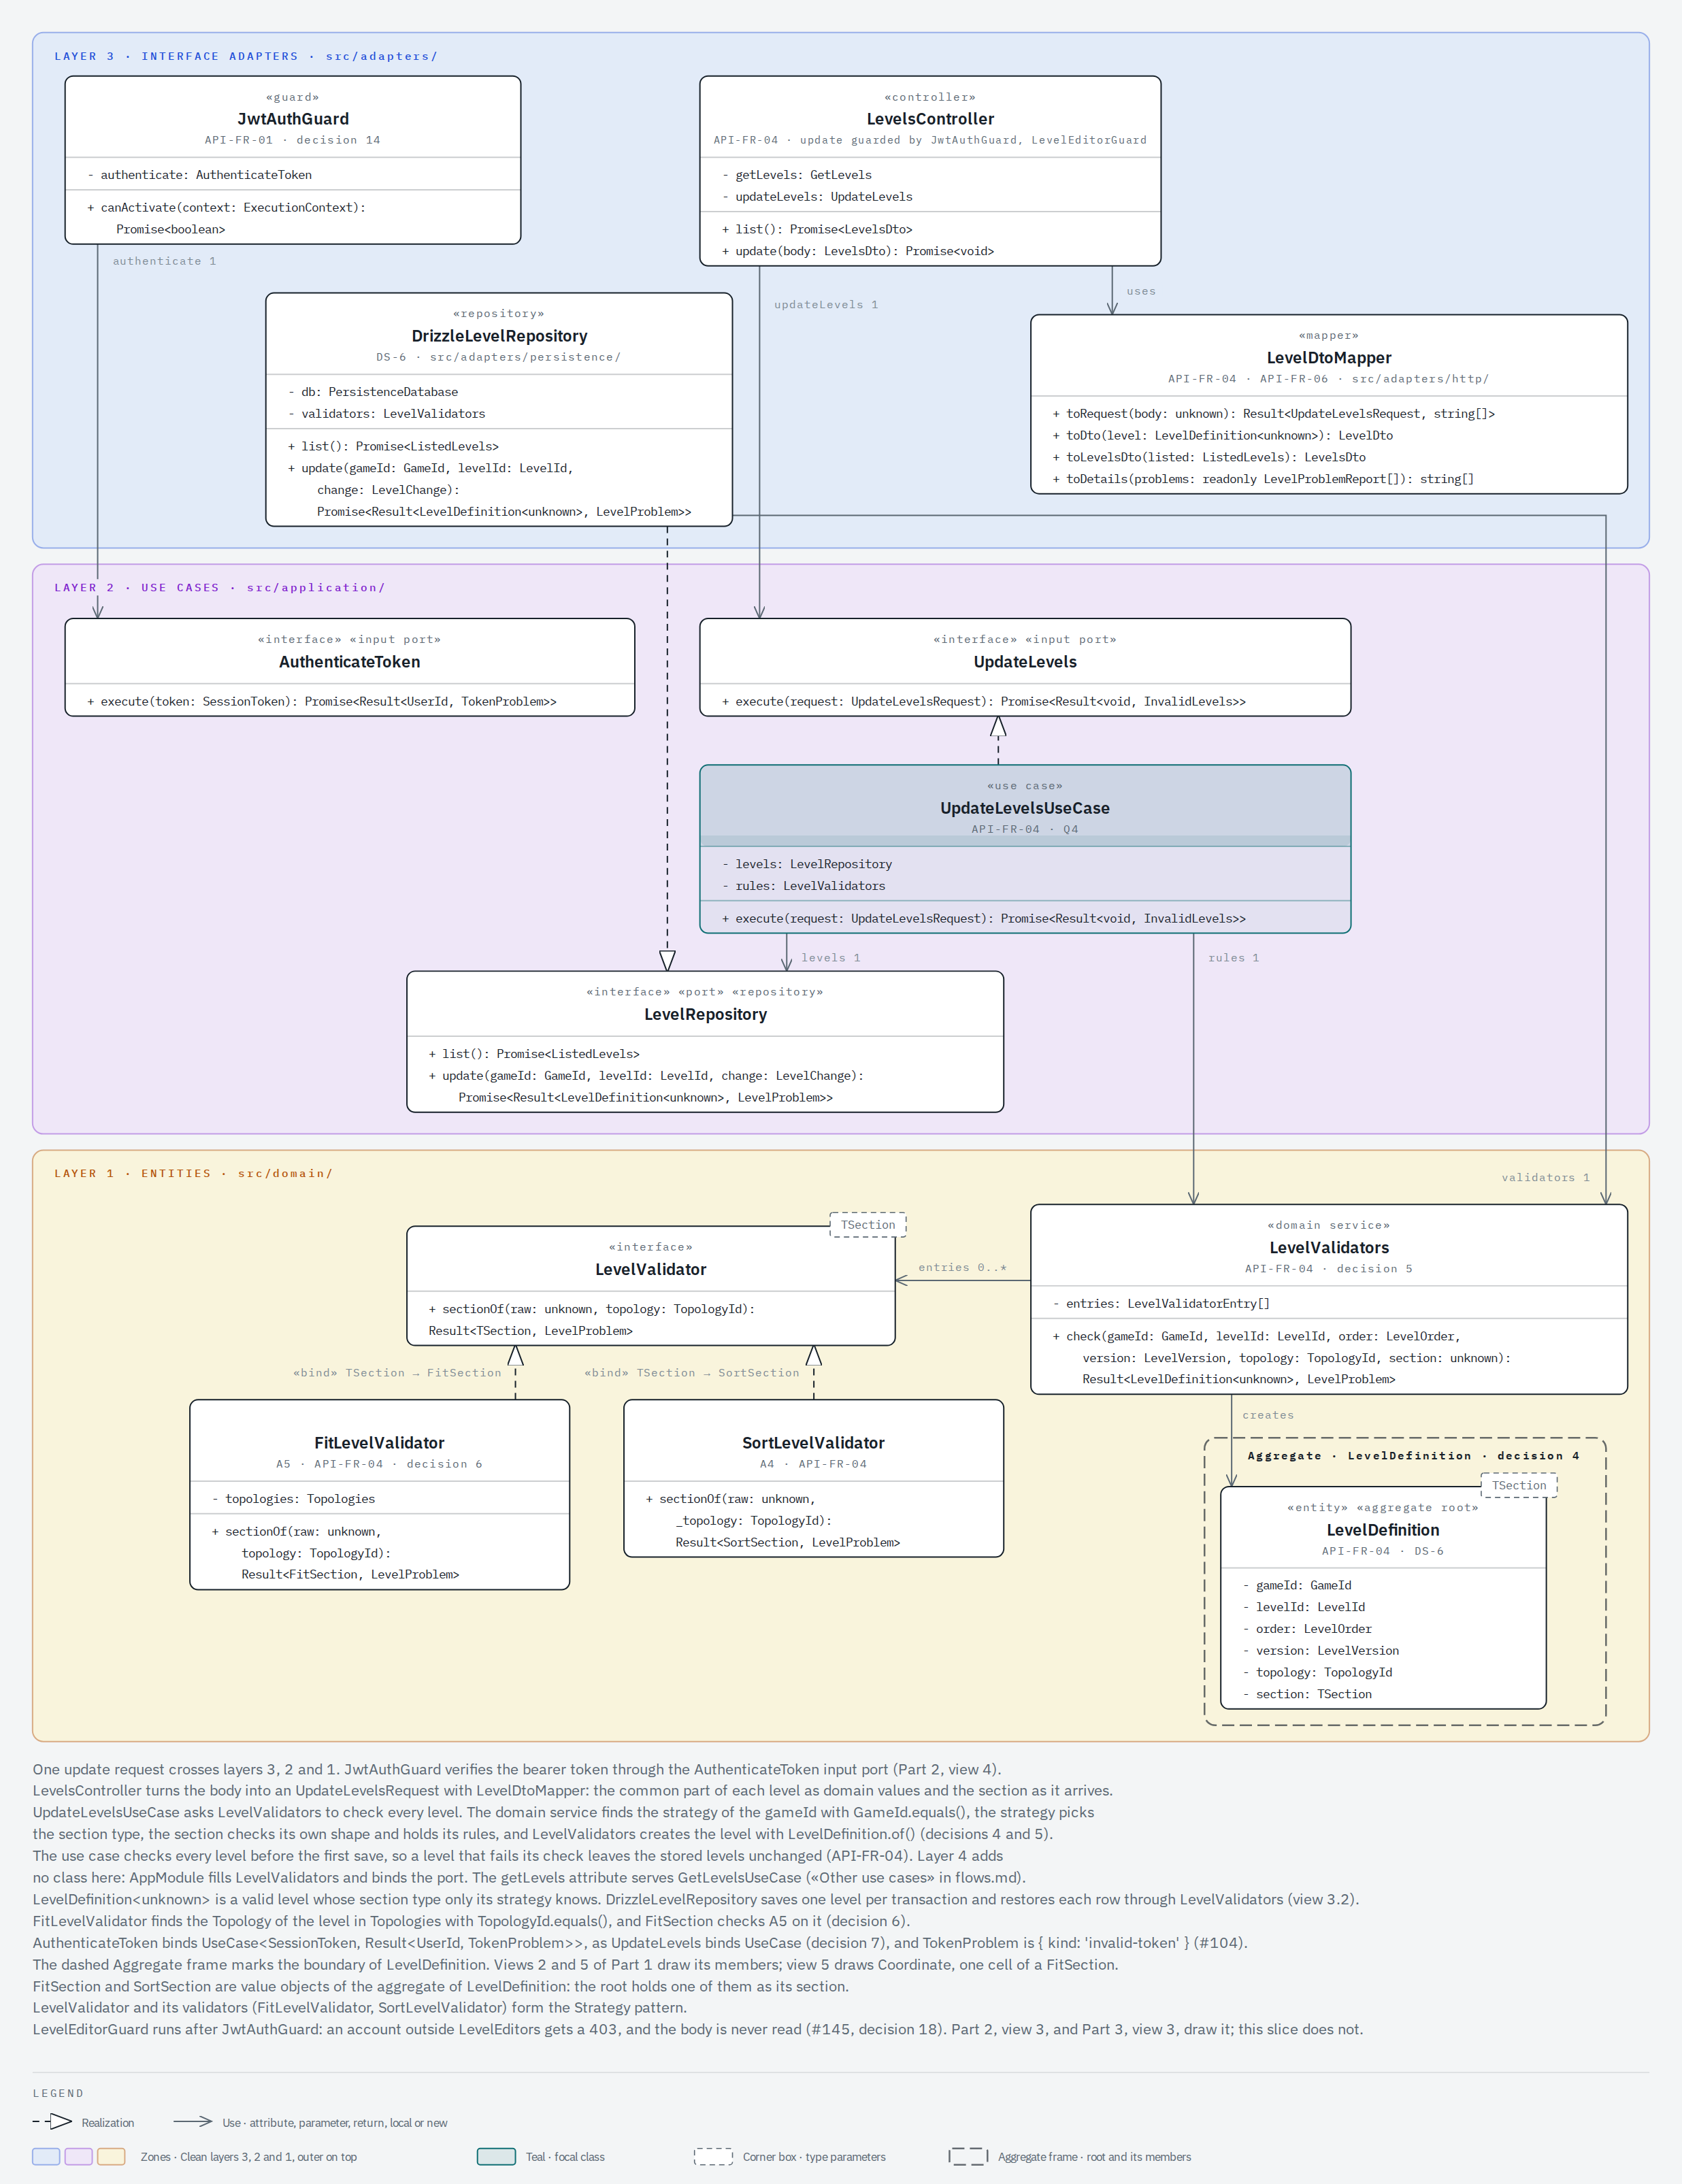 LAYER 3 · INTERFACE ADAPTERS · src/adapters/
«guard»
JwtAuthGuard
API-FR-01 · decision 14
- authenticate: AuthenticateToken
+ canActivate(context: ExecutionContext):
Promise<boolean>
authenticate 1
«controller»
LevelsController
API-FR-04 · update guarded by JwtAuthGuard, LevelEditorGuard
- getLevels: GetLevels
- updateLevels: UpdateLevels
+ list(): Promise<LevelsDto>
+ update(body: LevelsDto): Promise<void>
updateLevels 1
uses
«repository»
DrizzleLevelRepository
DS-6 · src/adapters/persistence/
- db: PersistenceDatabase
- validators: LevelValidators
+ list(): Promise<ListedLevels>
+ update(gameId: GameId, levelId: LevelId,
change: LevelChange):
Promise<Result<LevelDefinition<unknown>, LevelProblem>>
«mapper»
LevelDtoMapper
API-FR-04 · API-FR-06 · src/adapters/http/
+ toRequest(body: unknown): Result<UpdateLevelsRequest, string[]>
+ toDto(level: LevelDefinition<unknown>): LevelDto
+ toLevelsDto(listed: ListedLevels): LevelsDto
+ toDetails(problems: readonly LevelProblemReport[]): string[]
LAYER 2 · USE CASES · src/application/
«interface» «input port»
AuthenticateToken
+ execute(token: SessionToken): Promise<Result<UserId, TokenProblem>>
«interface» «input port»
UpdateLevels
+ execute(request: UpdateLevelsRequest): Promise<Result<void, InvalidLevels>>
«use case»
UpdateLevelsUseCase
API-FR-04 · Q4
- levels: LevelRepository
- rules: LevelValidators
+ execute(request: UpdateLevelsRequest): Promise<Result<void, InvalidLevels>>
levels 1
rules 1
«interface» «port» «repository»
LevelRepository
+ list(): Promise<ListedLevels>
+ update(gameId: GameId, levelId: LevelId, change: LevelChange):
Promise<Result<LevelDefinition<unknown>, LevelProblem>>
LAYER 1 · ENTITIES · src/domain/
validators 1
TSection
«interface»
LevelValidator
+ sectionOf(raw: unknown, topology: TopologyId):
Result<TSection, LevelProblem>
entries 0..*
«domain service»
LevelValidators
API-FR-04 · decision 5
- entries: LevelValidatorEntry[]
+ check(gameId: GameId, levelId: LevelId, order: LevelOrder,
version: LevelVersion, topology: TopologyId, section: unknown):
Result<LevelDefinition<unknown>, LevelProblem>
«bind» TSection → FitSection
«bind» TSection → SortSection
FitLevelValidator
A5 · API-FR-04 · decision 6
- topologies: Topologies
+ sectionOf(raw: unknown,
topology: TopologyId):
Result<FitSection, LevelProblem>
SortLevelValidator
A4 · API-FR-04
+ sectionOf(raw: unknown,
_topology: TopologyId):
Result<SortSection, LevelProblem>
creates
Aggregate · LevelDefinition · decision 4
TSection
«entity» «aggregate root»
LevelDefinition
API-FR-04 · DS-6
- gameId: GameId
- levelId: LevelId
- order: LevelOrder
- version: LevelVersion
- topology: TopologyId
- section: TSection
One update request crosses layers 3, 2 and 1. JwtAuthGuard verifies the bearer token through the AuthenticateToken input port (Part 2, view 4).
LevelsController turns the body into an UpdateLevelsRequest with LevelDtoMapper: the common part of each level as domain values and the section as it arrives.
UpdateLevelsUseCase asks LevelValidators to check every level. The domain service finds the strategy of the gameId with GameId.equals(), the strategy picks
the section type, the section checks its own shape and holds its rules, and LevelValidators creates the level with LevelDefinition.of() (decisions 4 and 5).
The use case checks every level before the first save, so a level that fails its check leaves the stored levels unchanged (API-FR-04). Layer 4 adds
no class here: AppModule fills LevelValidators and binds the port. The getLevels attribute serves GetLevelsUseCase («Other use cases» in flows.md).
LevelDefinition<unknown> is a valid level whose section type only its strategy knows. DrizzleLevelRepository saves one level per transaction and restores each row through LevelValidators (view 3.2).
FitLevelValidator finds the Topology of the level in Topologies with TopologyId.equals(), and FitSection checks A5 on it (decision 6).
AuthenticateToken binds UseCase<SessionToken, Result<UserId, TokenProblem>>, as UpdateLevels binds UseCase (decision 7), and TokenProblem is { kind: 'invalid-token' } (#104).
The dashed Aggregate frame marks the boundary of LevelDefinition. Views 2 and 5 of Part 1 draw its members; view 5 draws Coordinate, one cell of a FitSection.
FitSection and SortSection are value objects of the aggregate of LevelDefinition: the root holds one of them as its section.
LevelValidator and its validators (FitLevelValidator, SortLevelValidator) form the Strategy pattern.
LevelEditorGuard runs after JwtAuthGuard: an account outside LevelEditors gets a 403, and the body is never read (#145, decision 18). Part 2, view 3, and Part 3, view 3, draw it; this slice does not.
LEGEND
Realization
Use · attribute, parameter, return, local or new
Zones · Clean layers 3, 2 and 1, outer on top
Teal · focal class
Corner box · type parameters
Aggregate frame · root and its members